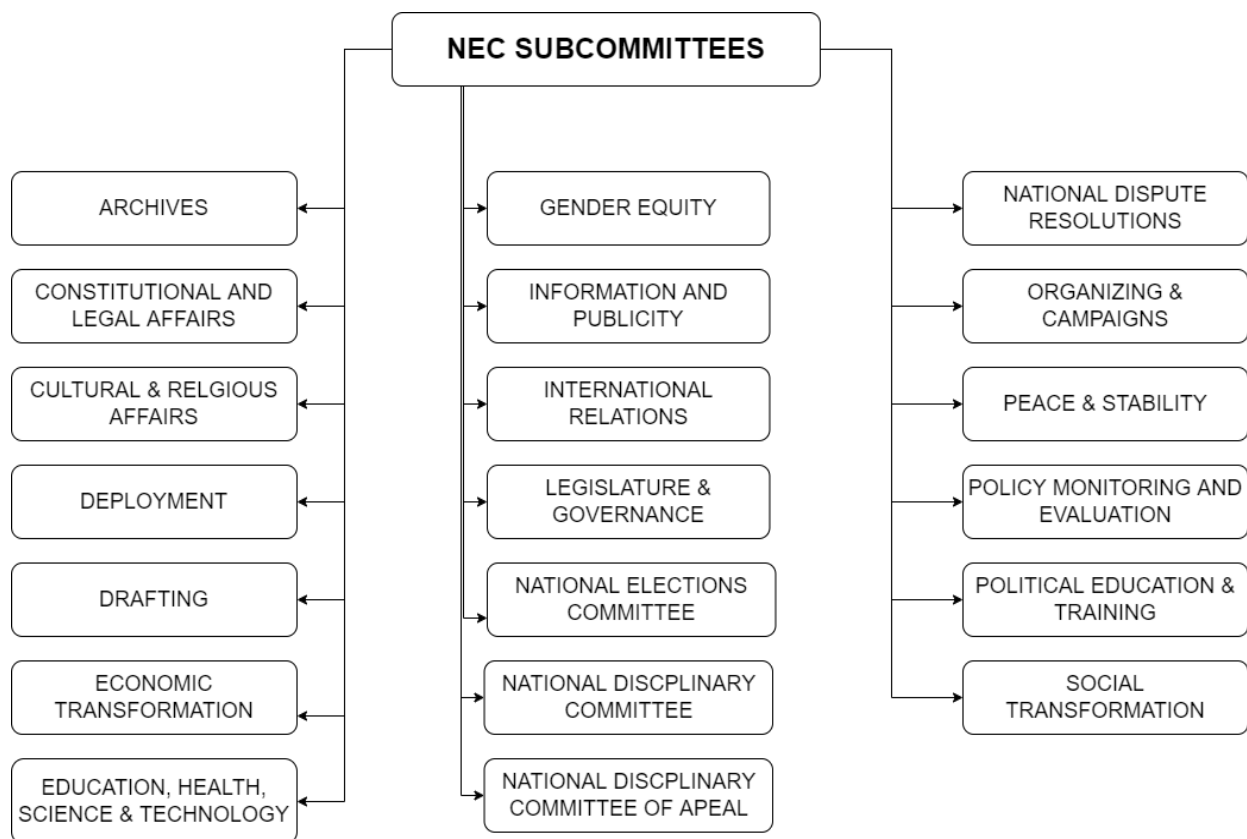 NEC SUBCOMMITTEES
ARCHIVES
CONSTITUTIONAL AND
LEGAL AFFAIRS
CULTURAL & RELGIOUS
AFFAIRS
DEPLOYMENT
DRAFTING
ECONOMIC
TRANSFORMATION
EDUCATION, HEALTH,
SCIENCE & TECHNOLOGY
GENDER EQUITY
INFORMATION AND
PUBLICITY
INTERNATIONAL
RELATIONS
LEGISLATURE &
GOVERNANCE
NATIONAL ELECTIONS
COMMITTEE
NATIONAL DISCPLINARY
COMMITTEE
NATIONAL DISCPLINARY
COMMITTEE OF APEAL
NATIONAL DISPUTE
RESOLUTIONS
ORGANIZING &
CAMPAIGNS
PEACE & STABILITY
POLICY MONITORING AND
EVALUATION
POLITICAL EDUCATION &
TRAINING
SOCIAL
TRANSFORMATION